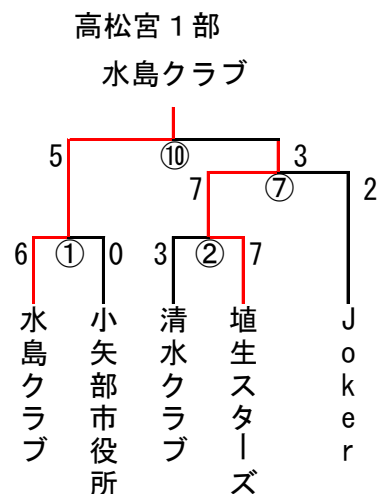 高松宮１部
水島クラブ
5 ⑩ 3
7 ⑦ 2
6 ① 0 3 ② 7
水島クラブ
小矢部市役所
清水クラブ
埴生スターズ
Joker